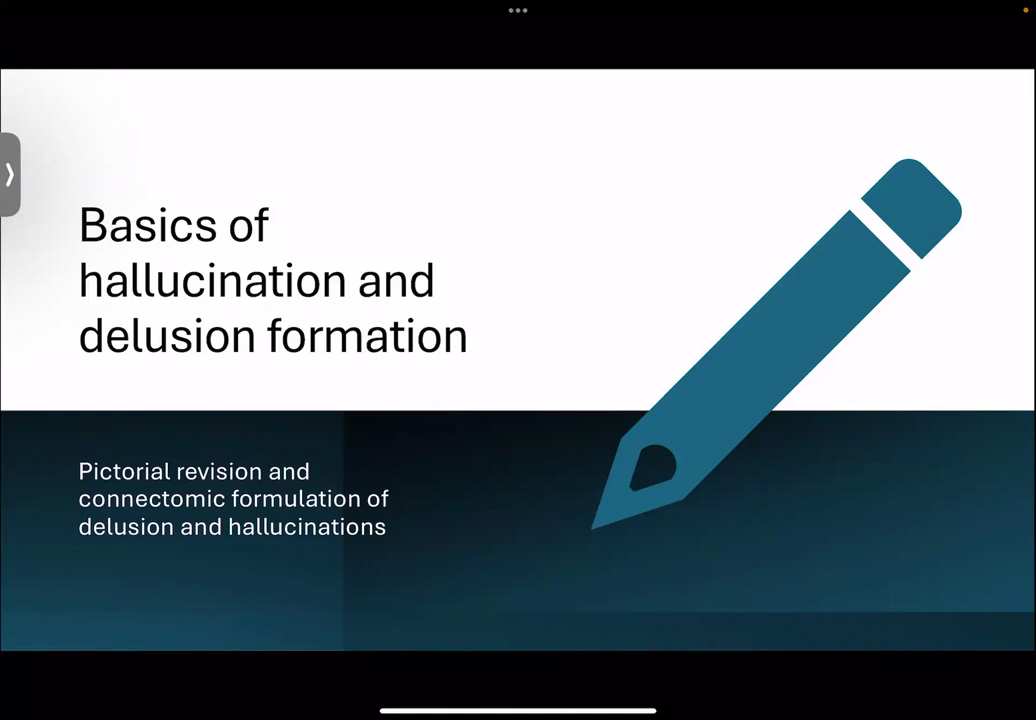 Basics of
hallucination and
delusion formation
Pictorial revision and
connectomic formulation of
delusion and hallucinations